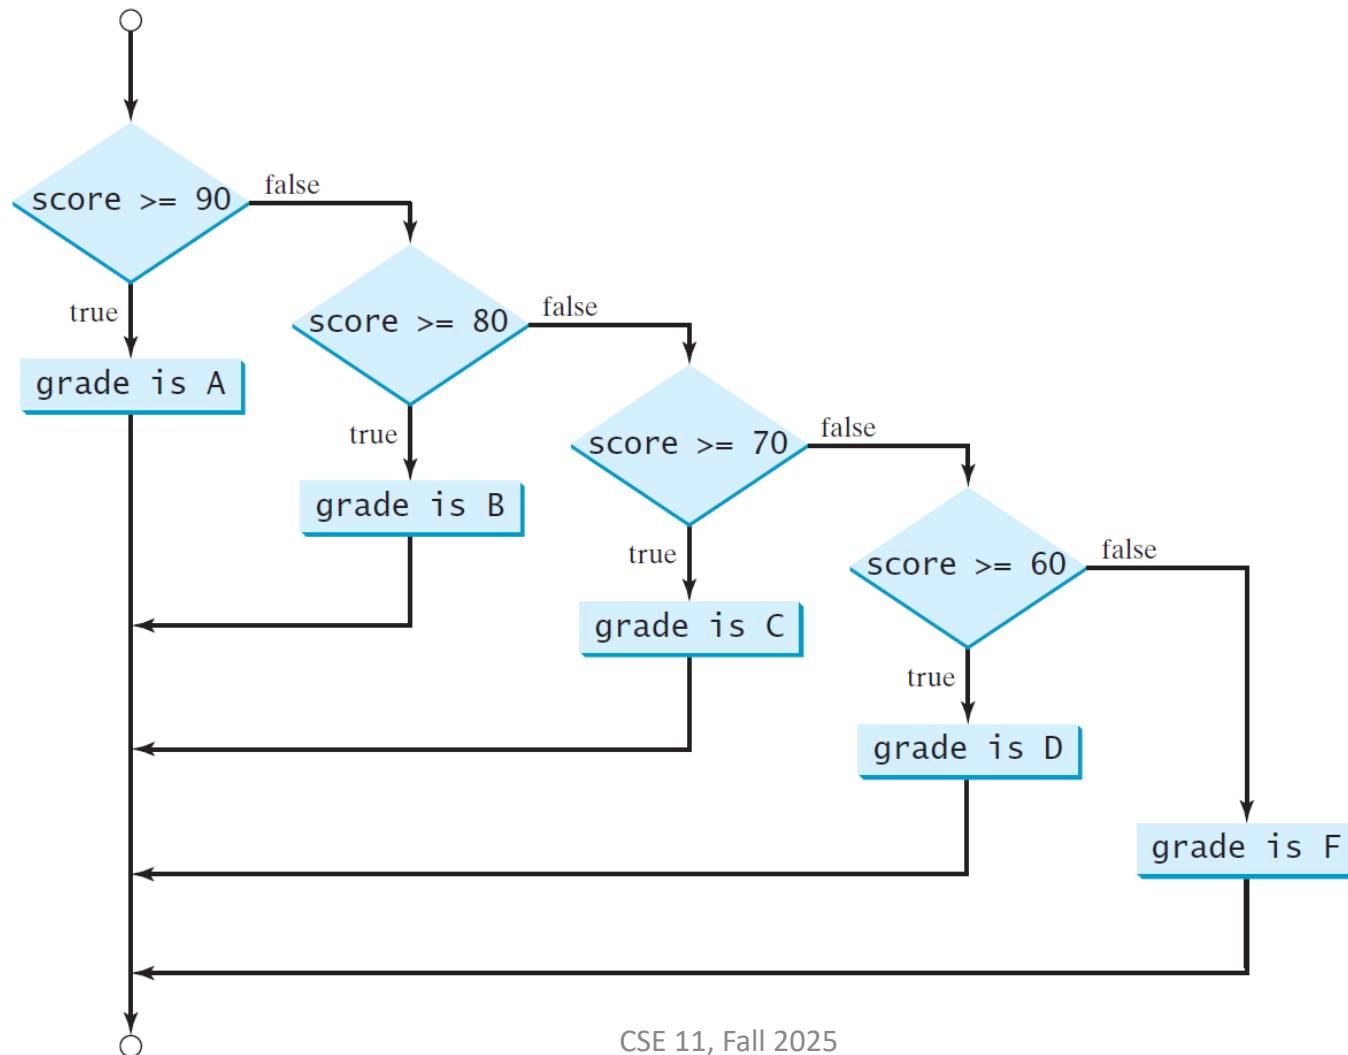 score >= 90
false
true
grade is A
score >= 80
false
true
grade is B
score >= 70
false
true
grade is C
score >= 60
false
true
grade is D
grade is F
CSE 11, Fall 2025